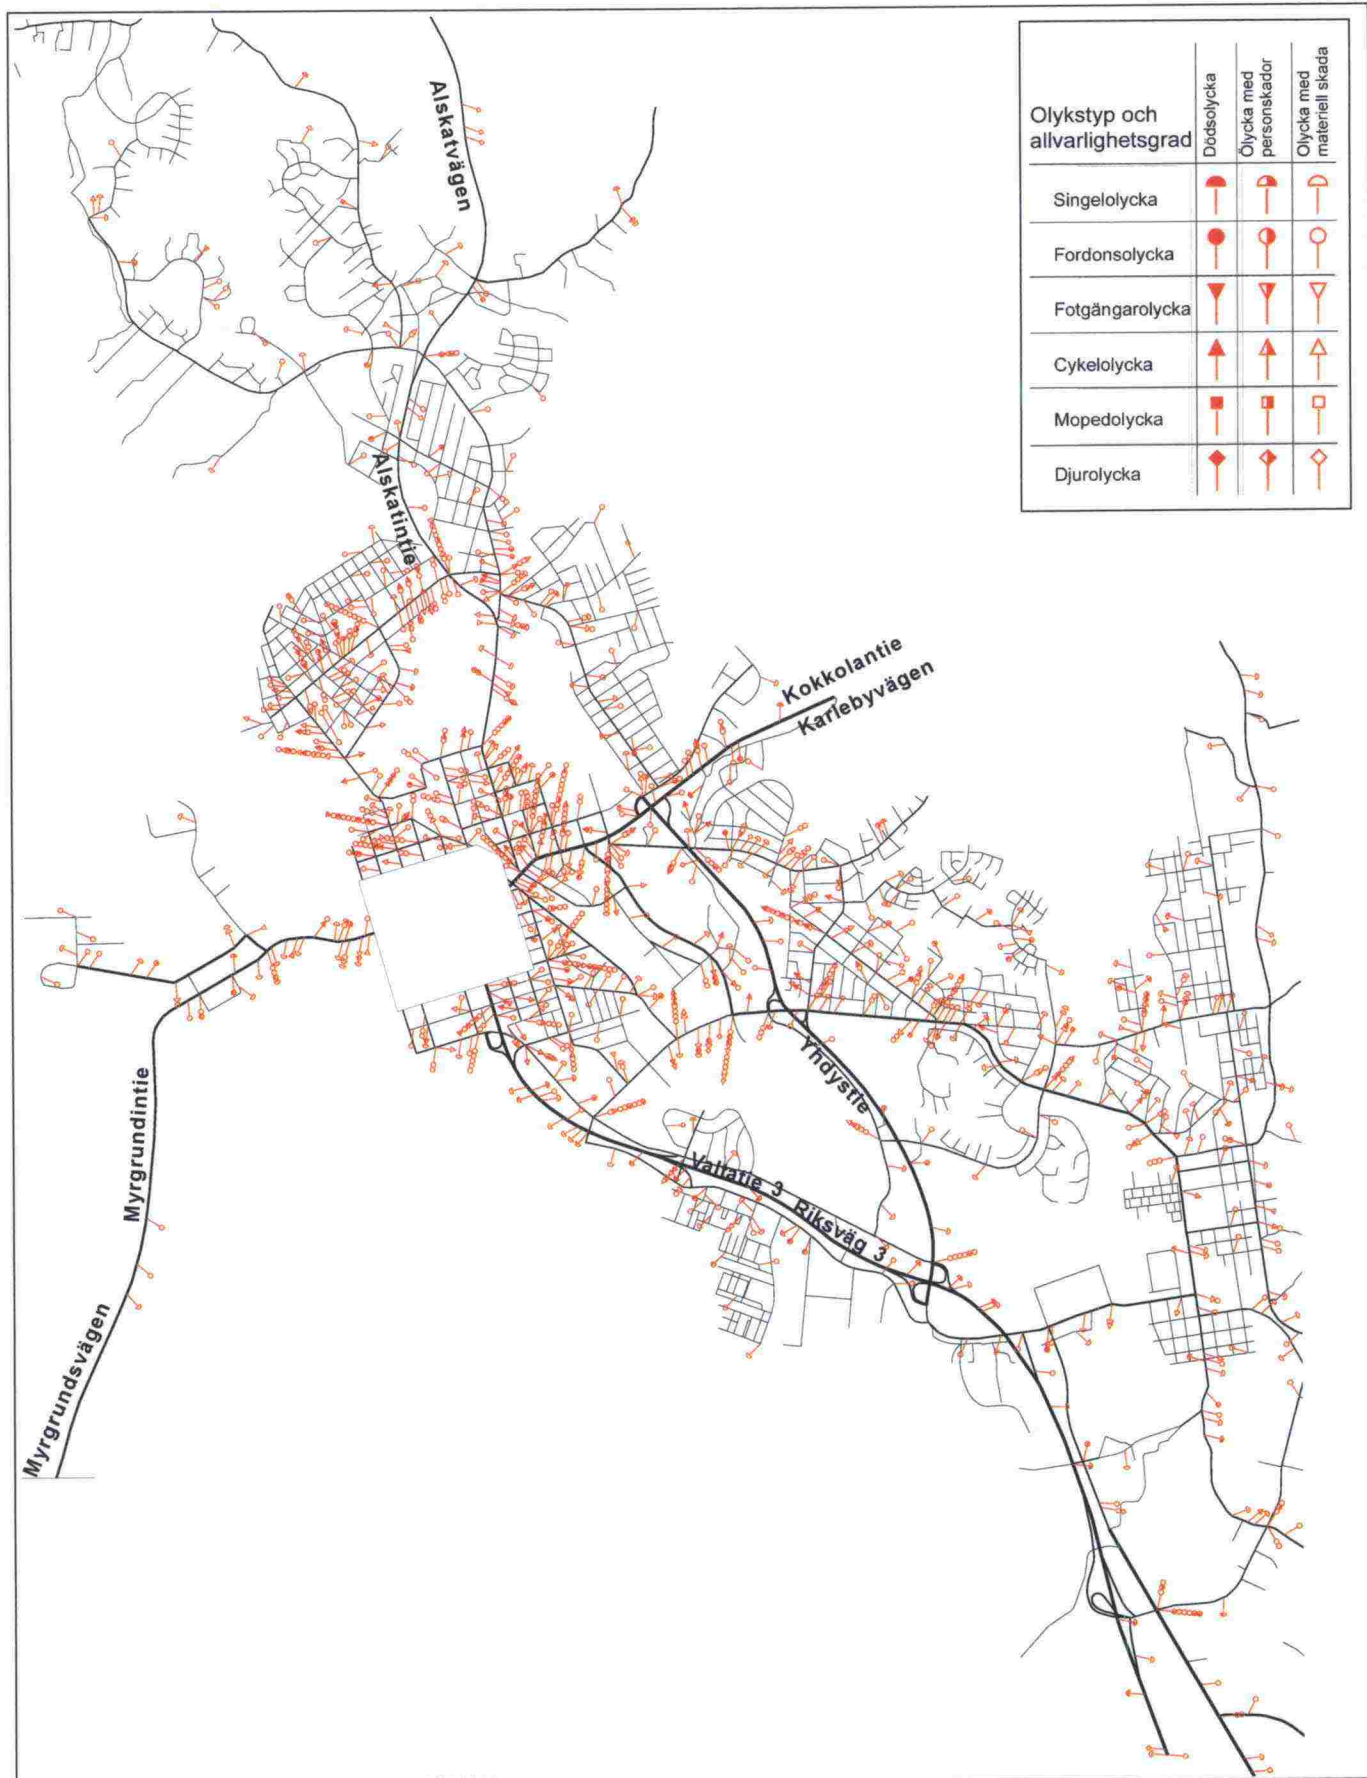 Olykstyp och
allvarlighetsgrad
Dödsolycka
Ölycka med
personskador
Olycka med
materiell skada
Singelolycka
Fordonsolycka
Fotgängarolycka
Cykelolycka
Mopedolycka
Djurolycka
Alskatvägen
Alskatintie
Kokkolantie
Karlebyvägen
Yhdystie
Valtatie 3 Riksväg 3
Myrgrundintie
Myrgrundsvägen